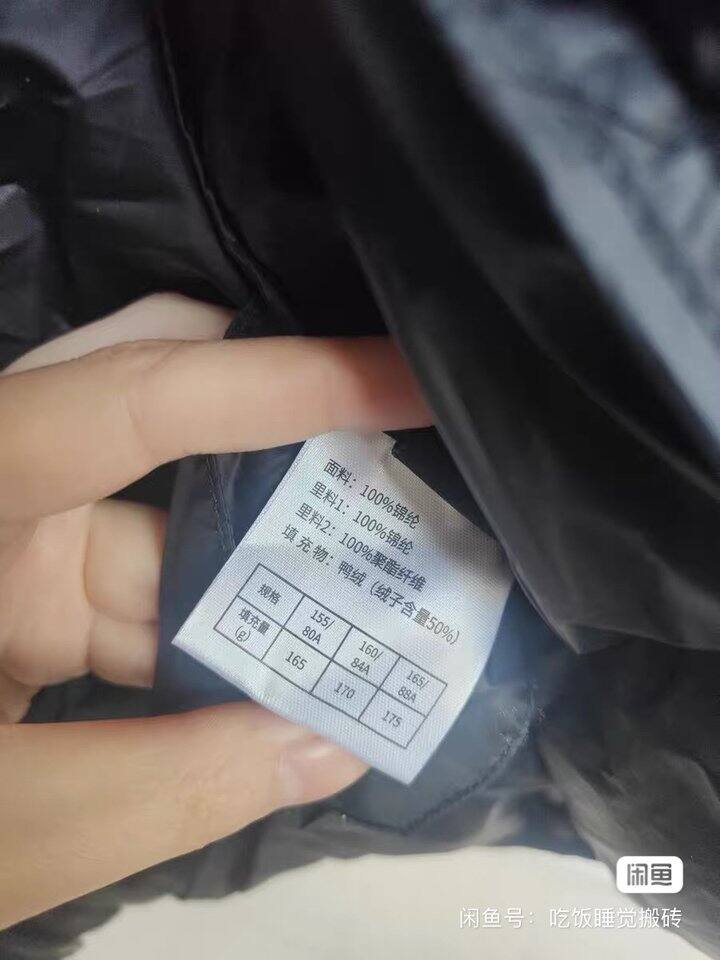 面料：100%锦纶
里料1：100%锦纶
里料2：100%聚酯纤维
填充物：鸭绒（绒子含量50%）
规格 155/80A 160/84A 165/88A
填充量(g) 165 170 175
闲鱼
闲鱼号：吃饭睡觉搬砖